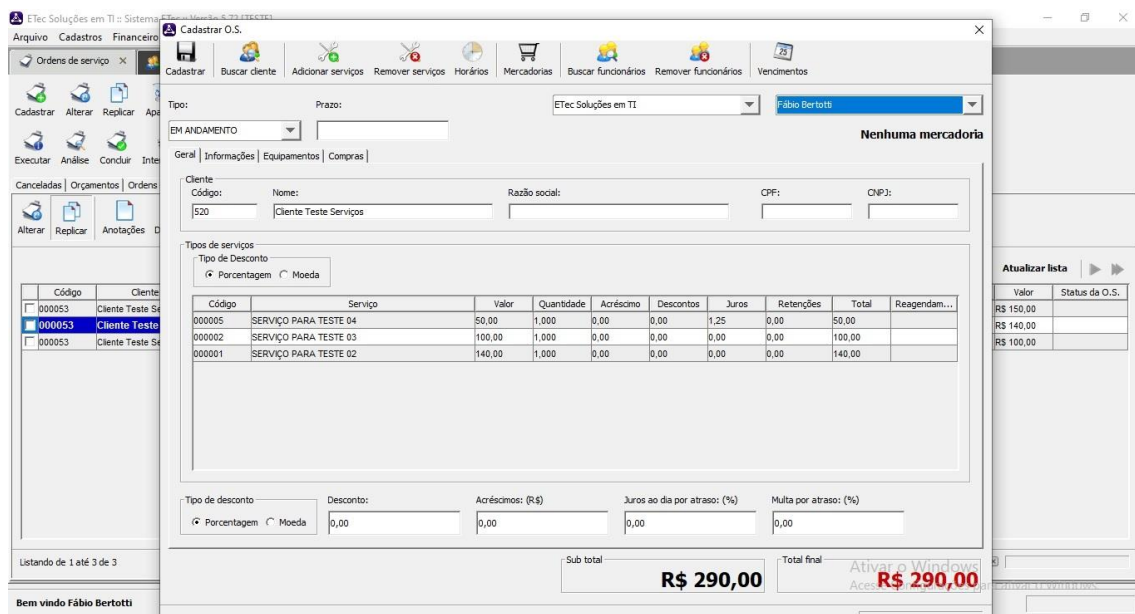 ETec Soluções em TI :: Sistema ETec :: Versão 5.72 [TESTE]
Arquivo Cadastros Financeiro
Ordens de serviço
Cadastrar Alterar Replicar
Executar Análise Concluir
Canceladas Orçamentos Ordens
Alterar Replicar Anotações
Código Cliente
000053 Cliente Teste
000053 Cliente Teste
000053 Cliente Teste
Listando de 1 até 3 de 3
Bem vindo Fábio Bertotti
Cadastrar O.S.
Cadastrar Buscar cliente Adicionar serviços Remover serviços Horários Mercadorias Buscar funcionários Remover funcionários Vencimentos
Tipo: Prazo: ETec Soluções em TI Fábio Bertotti
EM ANDAMENTO Nenhuma mercadoria
Geral Informações Equipamentos Compras
Cliente
Código: Nome: Razão social: CPF: CNPJ:
520 Cliente Teste Serviços
Tipos de serviços
Tipo de Desconto
Porcentagem Moeda
Código Serviço Valor Quantidade Acréscimo Descontos Juros Retenções Total Reagendam...
000005 SERVIÇO PARA TESTE 04 50,00 1,000 0,00 0,00 1,25 0,00 50,00
000002 SERVIÇO PARA TESTE 03 100,00 1,000 0,00 0,00 0,00 0,00 100,00
000001 SERVIÇO PARA TESTE 02 140,00 1,000 0,00 0,00 0,00 0,00 140,00
Tipo de desconto Desconto: Acréscimos: (R$) Juros ao dia por atraso: (%) Multa por atraso: (%)
Porcentagem Moeda 0,00 0,00 0,00 0,00
Sub total Total final
R$ 290,00 R$ 290,00
Atualizar lista
Valor Status da O.S.
R$ 150,00
R$ 140,00
R$ 100,00
Ativar o Windows